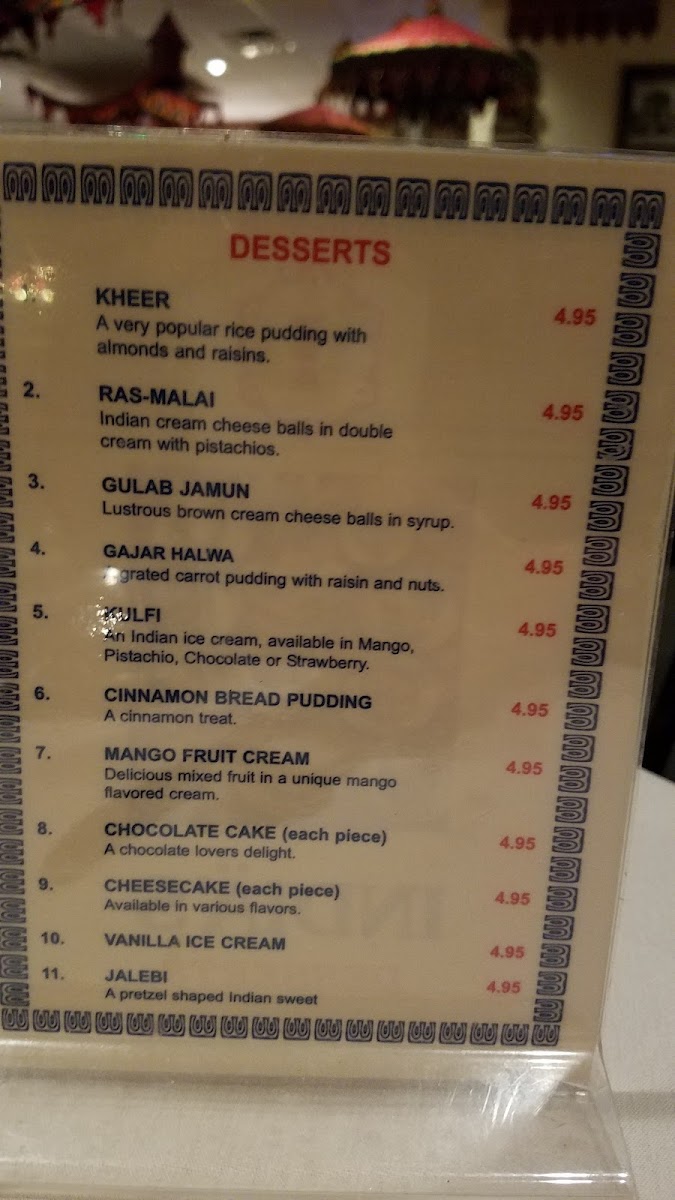 DESSERTS
KHEER 4.95
A very popular rice pudding with
almonds and raisins.
2. RAS-MALAI 4.95
Indian cream cheese balls in double
cream with pistachios.
3. GULAB JAMUN 4.95
Lustrous brown cream cheese balls in syrup.
4. GAJAR HALWA 4.95
A grated carrot pudding with raisin and nuts.
5. KULFI 4.95
An Indian ice cream, available in Mango,
Pistachio, Chocolate or Strawberry.
6. CINNAMON BREAD PUDDING 4.95
A cinnamon treat.
7. MANGO FRUIT CREAM 4.95
Delicious mixed fruit in a unique mango
flavored cream.
8. CHOCOLATE CAKE (each piece) 4.95
A chocolate lovers delight.
9. CHEESECAKE (each piece) 4.95
Available in various flavors.
10. VANILLA ICE CREAM 4.95
11. JALEBI 4.95
A pretzel shaped Indian sweet